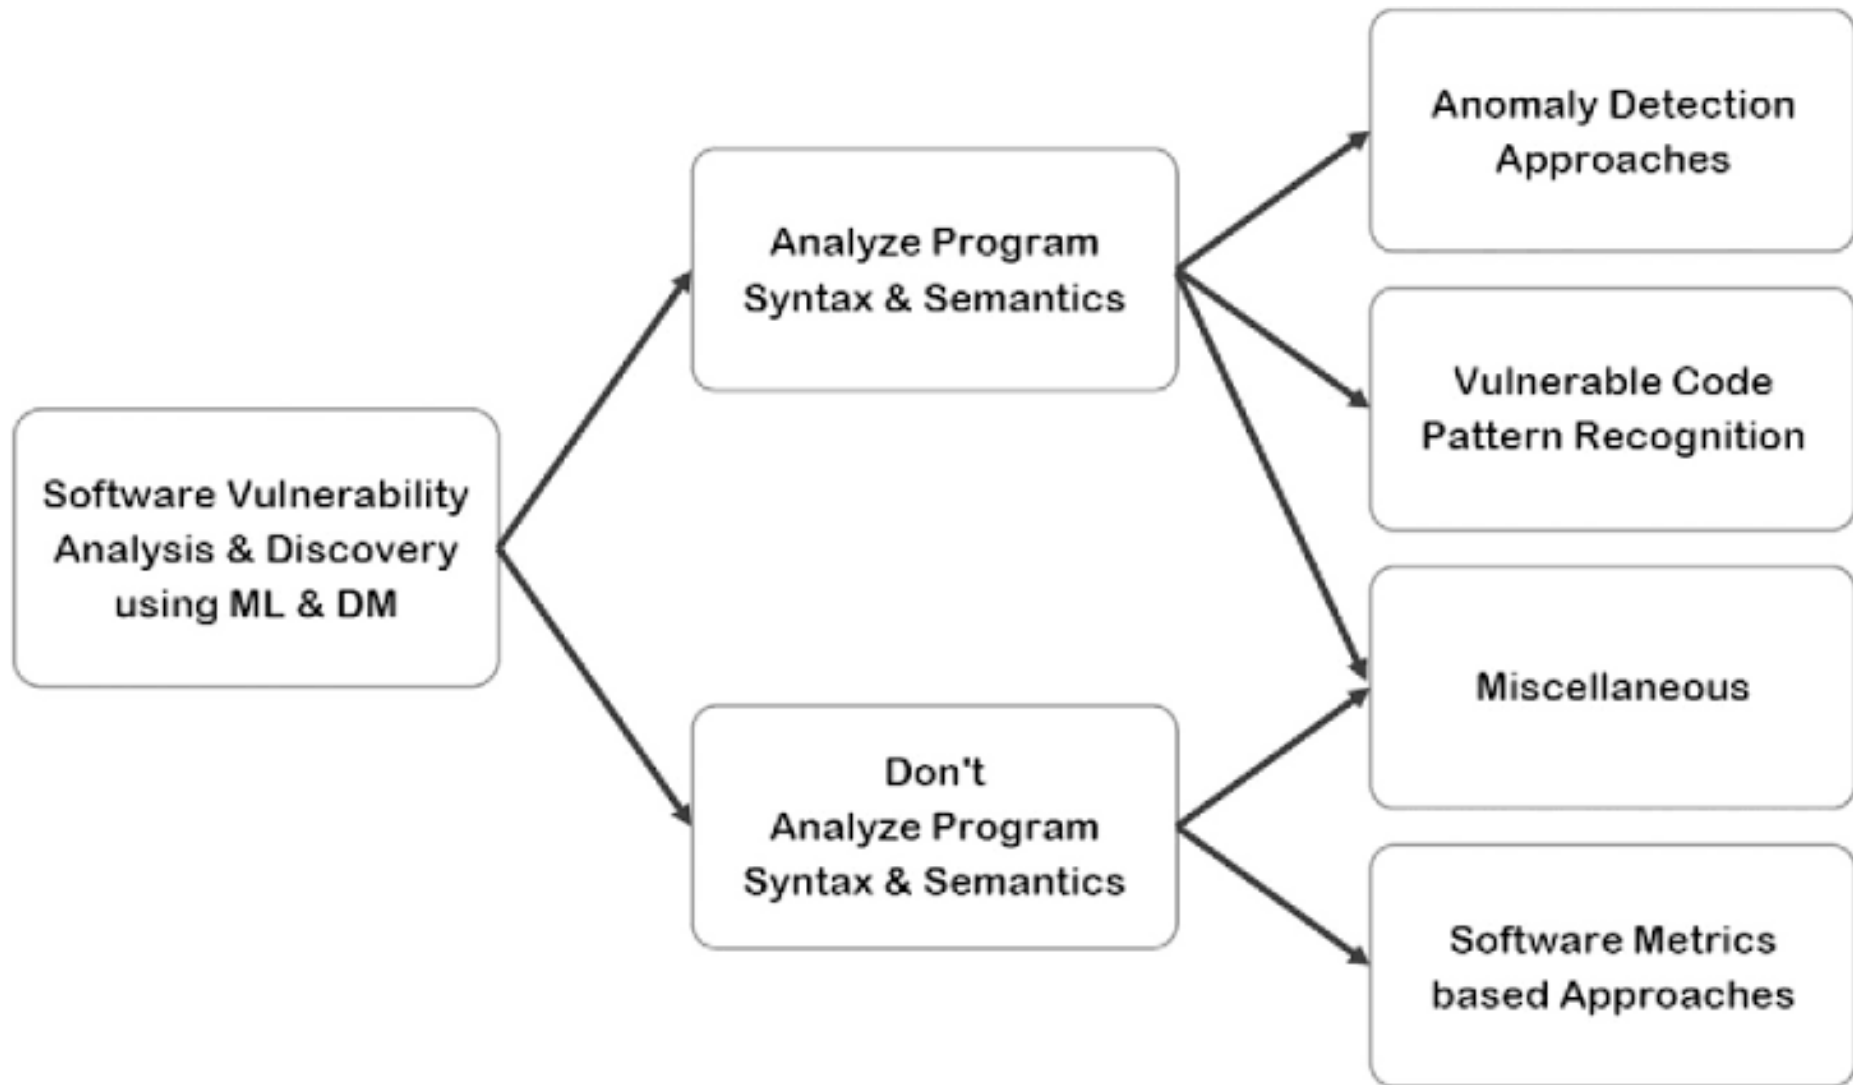 Software Vulnerability
Analysis & Discovery
using ML & DM
Analyze Program
Syntax & Semantics
Don't
Analyze Program
Syntax & Semantics
Anomaly Detection
Approaches
Vulnerable Code
Pattern Recognition
Miscellaneous
Software Metrics
based Approaches